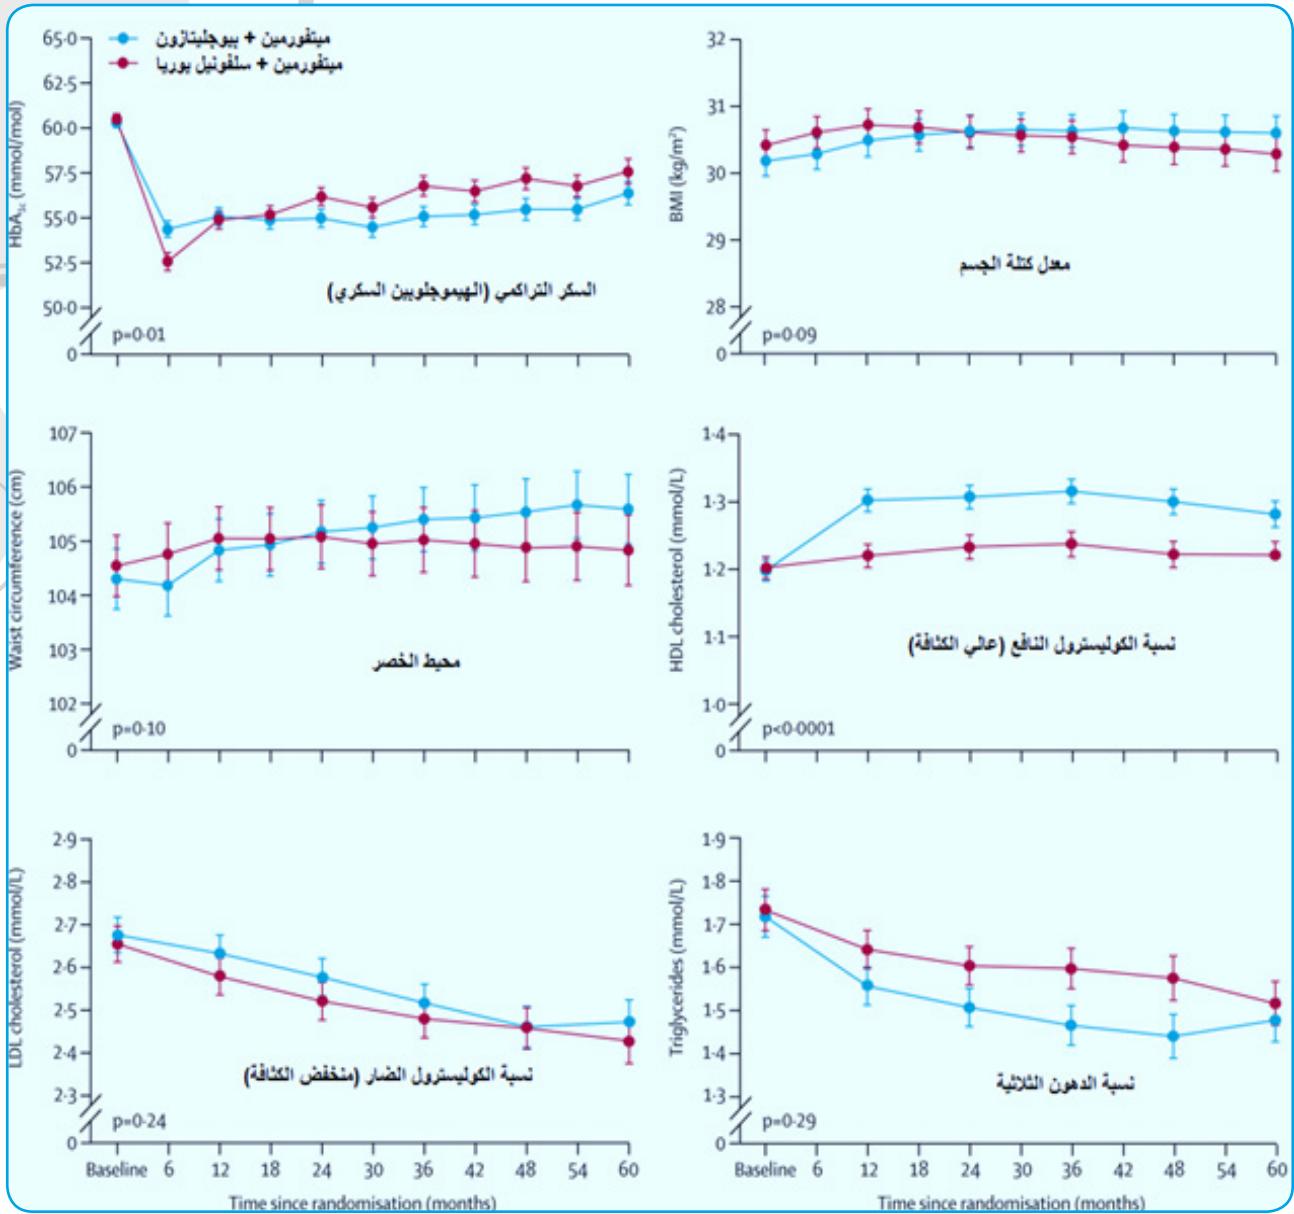 ميتفورمين + بيوجليتازون
ميتفورمين + سلفونيل يوريا
HbA1c (mmol/mol)
65·0
62·5
60·0
57·5
55·0
52·5
50·0
0
السكر التراكمي (الهيموجلوبين السكري)
p=0·01
BMI (kg/m²)
32
31
30
29
28
0
معدل كتلة الجسم
p=0·09
Waist circumference (cm)
107
106
105
104
103
102
0
محيط الخصر
p=0·10
HDL cholesterol (mmol/L)
1·4
1·3
1·2
1·1
1·0
0
نسبة الكوليسترول النافع (عالي الكثافة)
p<0·0001
LDL cholesterol (mmol/L)
2·9
2·8
2·7
2·6
2·5
2·4
2·3
0
نسبة الكوليسترول الضار (منخفض الكثافة)
p=0·24
Baseline 6 12 18 24 30 36 42 48 54 60
Time since randomisation (months)
Triglycerides (mmol/L)
1·9
1·8
1·7
1·6
1·5
1·4
1·3
0
نسبة الدهون الثلاثية
p=0·29
Baseline 6 12 18 24 30 36 42 48 54 60
Time since randomisation (months)